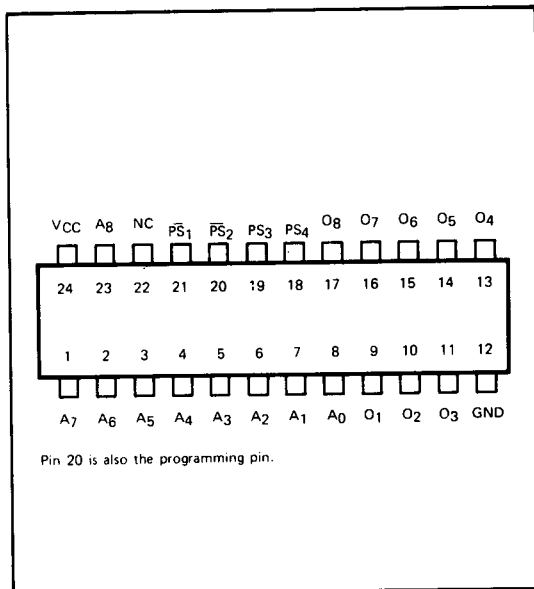 VCC A8 NC P̅S̅1 P̅S̅2 PS3 PS4 O8 O7 O6 O5 O4
24 23 22 21 20 19 18 17 16 15 14 13
1 2 3 4 5 6 7 8 9 10 11 12
A7 A6 A5 A4 A3 A2 A1 A0 O1 O2 O3 GND
Pin 20 is also the programming pin.